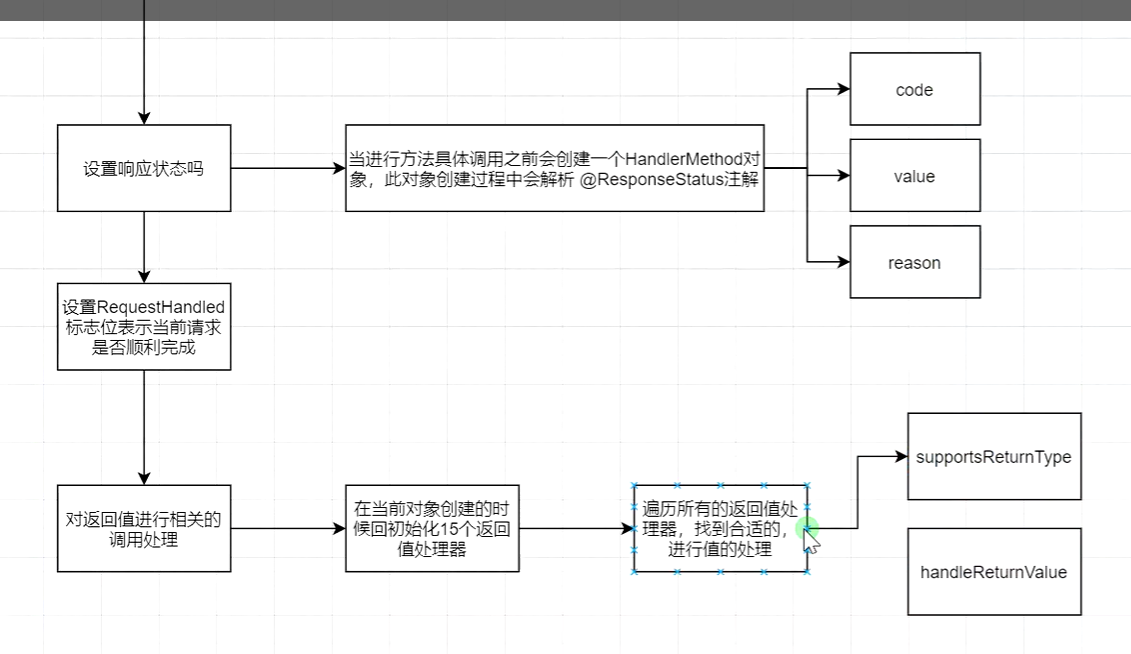 code
设置响应状态吗
当进行方法具体调用之前会创建一个HandlerMethod对
象，此对象创建过程中会解析 @ResponseStatus注解
value
reason
设置RequestHandled
标志位表示当前请求
是否顺利完成
supportsReturnType
对返回值进行相关的
调用处理
在当前对象创建的时
候回初始化15个返回
值处理器
遍历所有的返回值处
理器，找到合适的，
进行值的处理
handleReturnValue